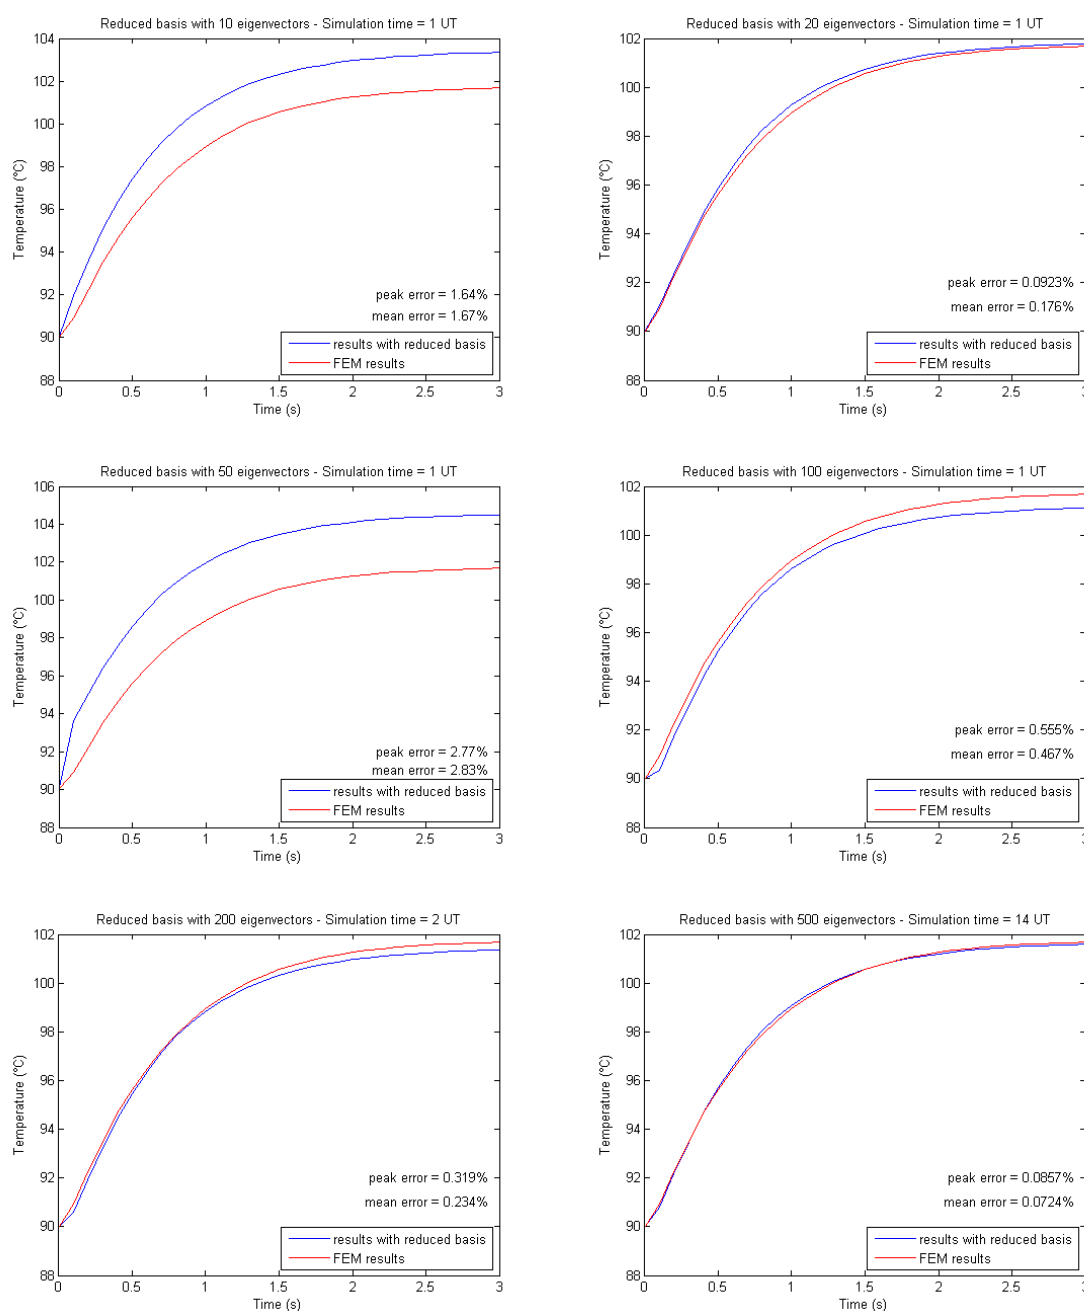 Reduced basis with 10 eigenvectors - Simulation time = 1 UT
104
102
100
98
96
94
92
90
88
Temperature (°C)
peak error = 1.64%
mean error = 1.67%
results with reduced basis
FEM results
0 0.5 1 1.5 2 2.5 3
Time (s)
Reduced basis with 20 eigenvectors - Simulation time = 1 UT
102
100
98
96
94
92
90
88
Temperature (°C)
peak error = 0.0923%
mean error = 0.176%
results with reduced basis
FEM results
0 0.5 1 1.5 2 2.5 3
Time (s)
Reduced basis with 50 eigenvectors - Simulation time = 1 UT
106
104
102
100
98
96
94
92
90
88
Temperature (°C)
peak error = 2.77%
mean error = 2.83%
results with reduced basis
FEM results
0 0.5 1 1.5 2 2.5 3
Time (s)
Reduced basis with 100 eigenvectors - Simulation time = 1 UT
102
100
98
96
94
92
90
88
Temperature (°C)
peak error = 0.555%
mean error = 0.467%
results with reduced basis
FEM results
0 0.5 1 1.5 2 2.5 3
Time (s)
Reduced basis with 200 eigenvectors - Simulation time = 2 UT
102
100
98
96
94
92
90
88
Temperature (°C)
peak error = 0.319%
mean error = 0.234%
results with reduced basis
FEM results
0 0.5 1 1.5 2 2.5 3
Time (s)
Reduced basis with 500 eigenvectors - Simulation time = 14 UT
102
100
98
96
94
92
90
88
Temperature (°C)
peak error = 0.0857%
mean error = 0.0724%
results with reduced basis
FEM results
0 0.5 1 1.5 2 2.5 3
Time (s)